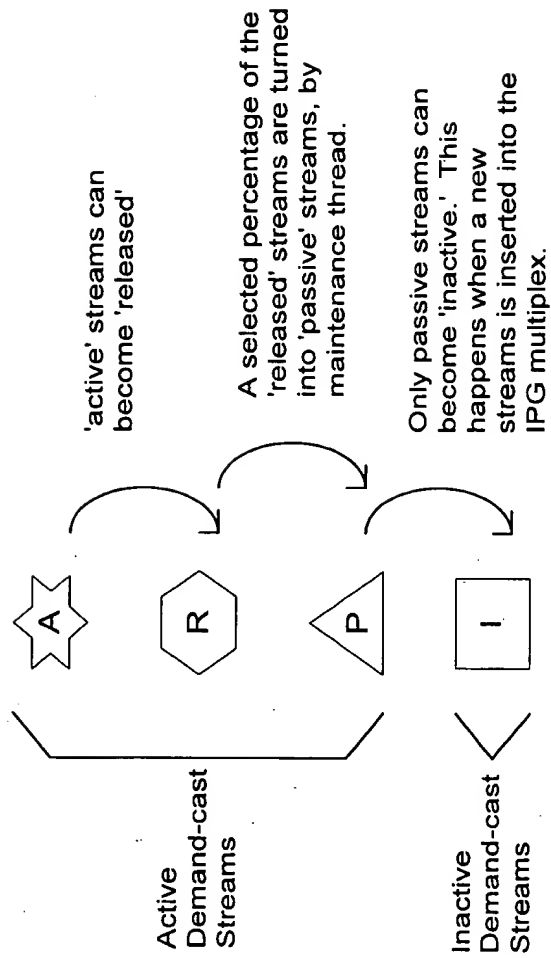 Active
Demand-cast
Streams
Inactive
Demand-cast
Streams
A
R
P
I
'active' streams can
become 'released'
A selected percentage of the
'released' streams are turned
into 'passive' streams, by
maintenance thread.
Only passive streams can
become 'inactive.' This
happens when a new
streams is inserted into the
IPG multiplex.